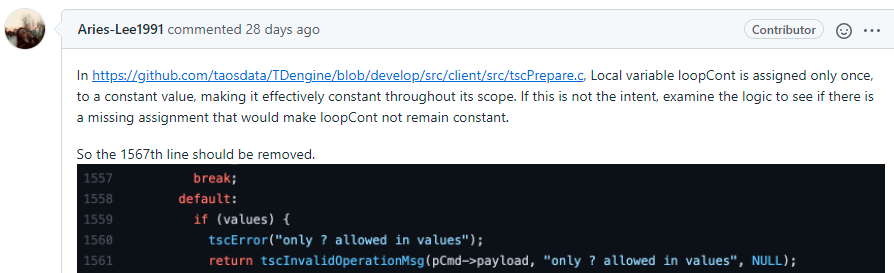 Aries-Lee1991 commented 28 days ago
Contributor
In https://github.com/taosdata/TDengine/blob/develop/src/client/src/tscPrepare.c, Local variable loopCont is assigned only once,
to a constant value, making it effectively constant throughout its scope. If this is not the intent, examine the logic to see if there is
a missing assignment that would make loopCont not remain constant.
So the 1567th line should be removed.
1557 break;
1558 default:
1559 if (values) {
1560 tscError("only ? allowed in values");
1561 return tscInvalidOperationMsg(pCmd->payload, "only ? allowed in values", NULL);